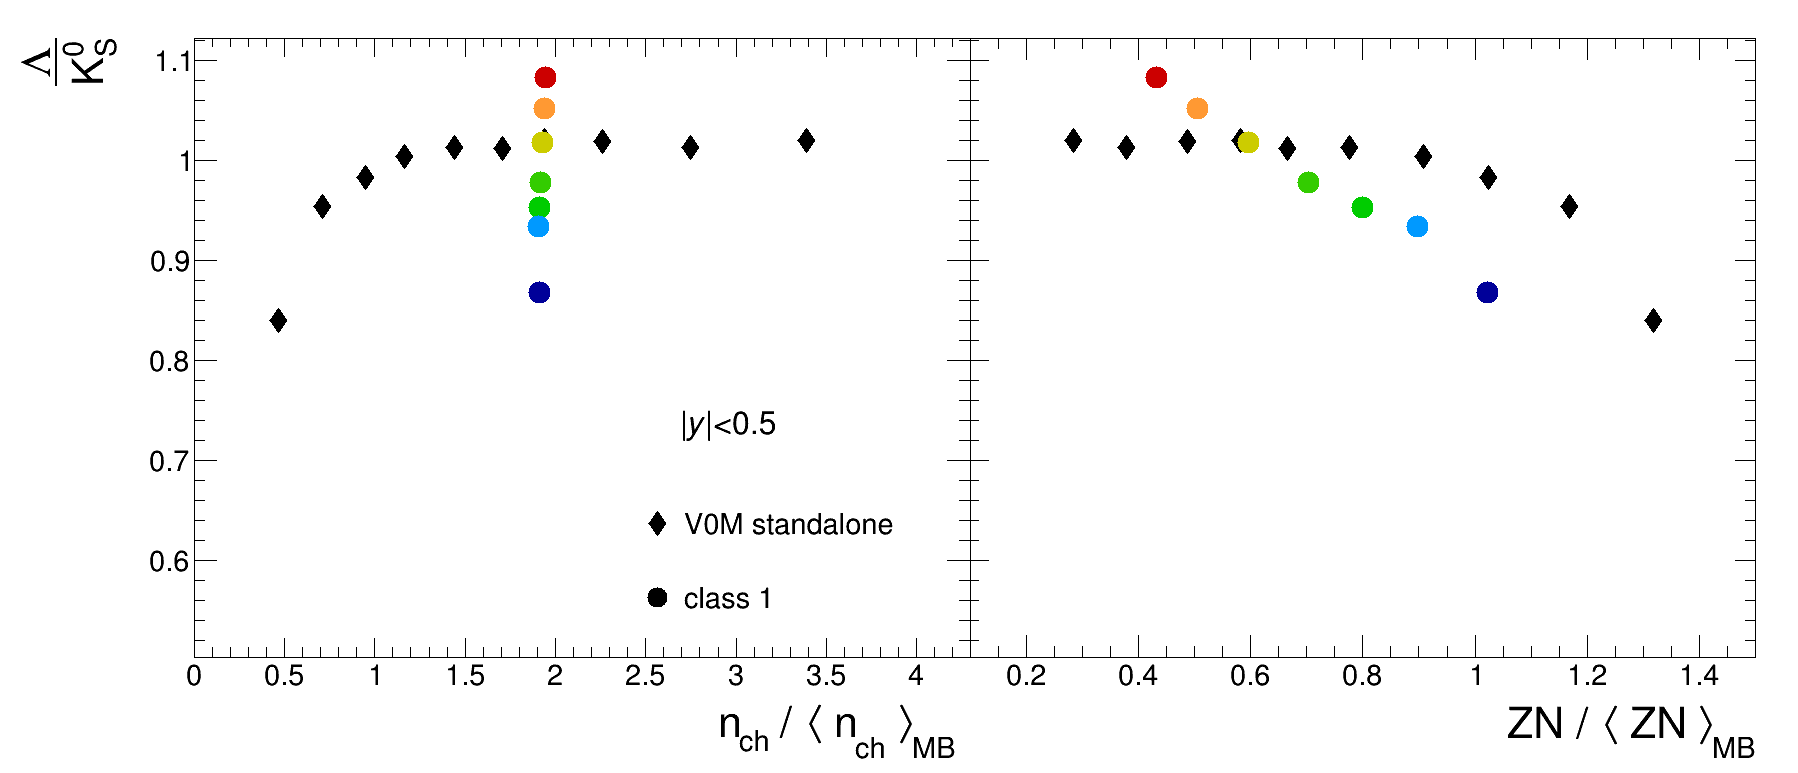 Λ
K⁰_S
1.1
1
0.9
0.8
0.7
0.6
|y|<0.5
V0M standalone
class 1
0 0.5 1 1.5 2 2.5 3 3.5 4
0.2 0.4 0.6 0.8 1 1.2 1.4
n_ch / ⟨ n_ch ⟩_MB
ZN / ⟨ ZN ⟩_MB